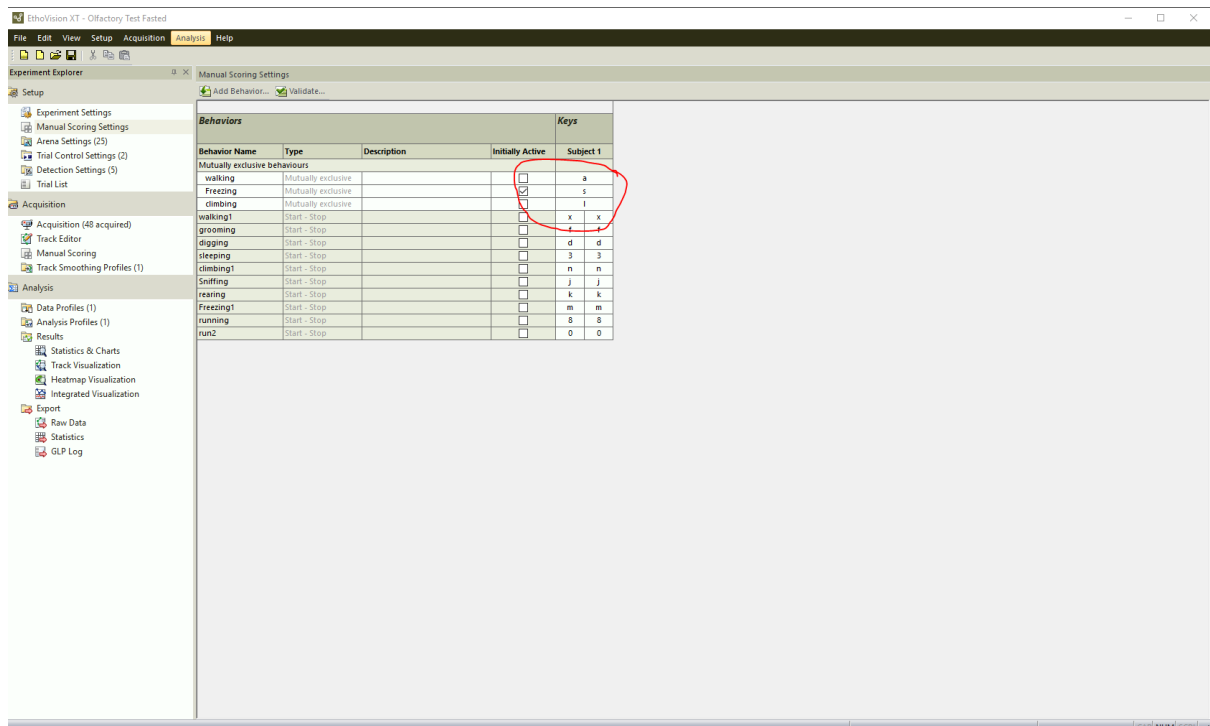 EthoVision XT - Olfactory Test Fasted
File Edit View Setup Acquisition Analysis Help
Experiment Explorer
Manual Scoring Settings
Setup
Add Behavior... Validate...
Experiment Settings
Manual Scoring Settings
Arena Settings (25)
Trial Control Settings (2)
Detection Settings (5)
Trial List
Acquisition
Acquisition (48 acquired)
Track Editor
Manual Scoring
Track Smoothing Profiles (1)
Analysis
Data Profiles (1)
Analysis Profiles (1)
Results
Statistics & Charts
Track Visualization
Heatmap Visualization
Integrated Visualization
Export
Raw Data
Statistics
GLP Log
Behaviors Keys
Behavior Name Type Description Initially Active Subject 1
Mutually exclusive behaviours
walking Mutually exclusive a
Freezing Mutually exclusive s
climbing Mutually exclusive l
walking1 Start - Stop x x
grooming Start - Stop f f
digging Start - Stop d d
sleeping Start - Stop 3 3
climbing1 Start - Stop n n
Sniffing Start - Stop j j
rearing Start - Stop k k
Freezing1 Start - Stop m m
running Start - Stop 8 8
run2 Start - Stop 0 0